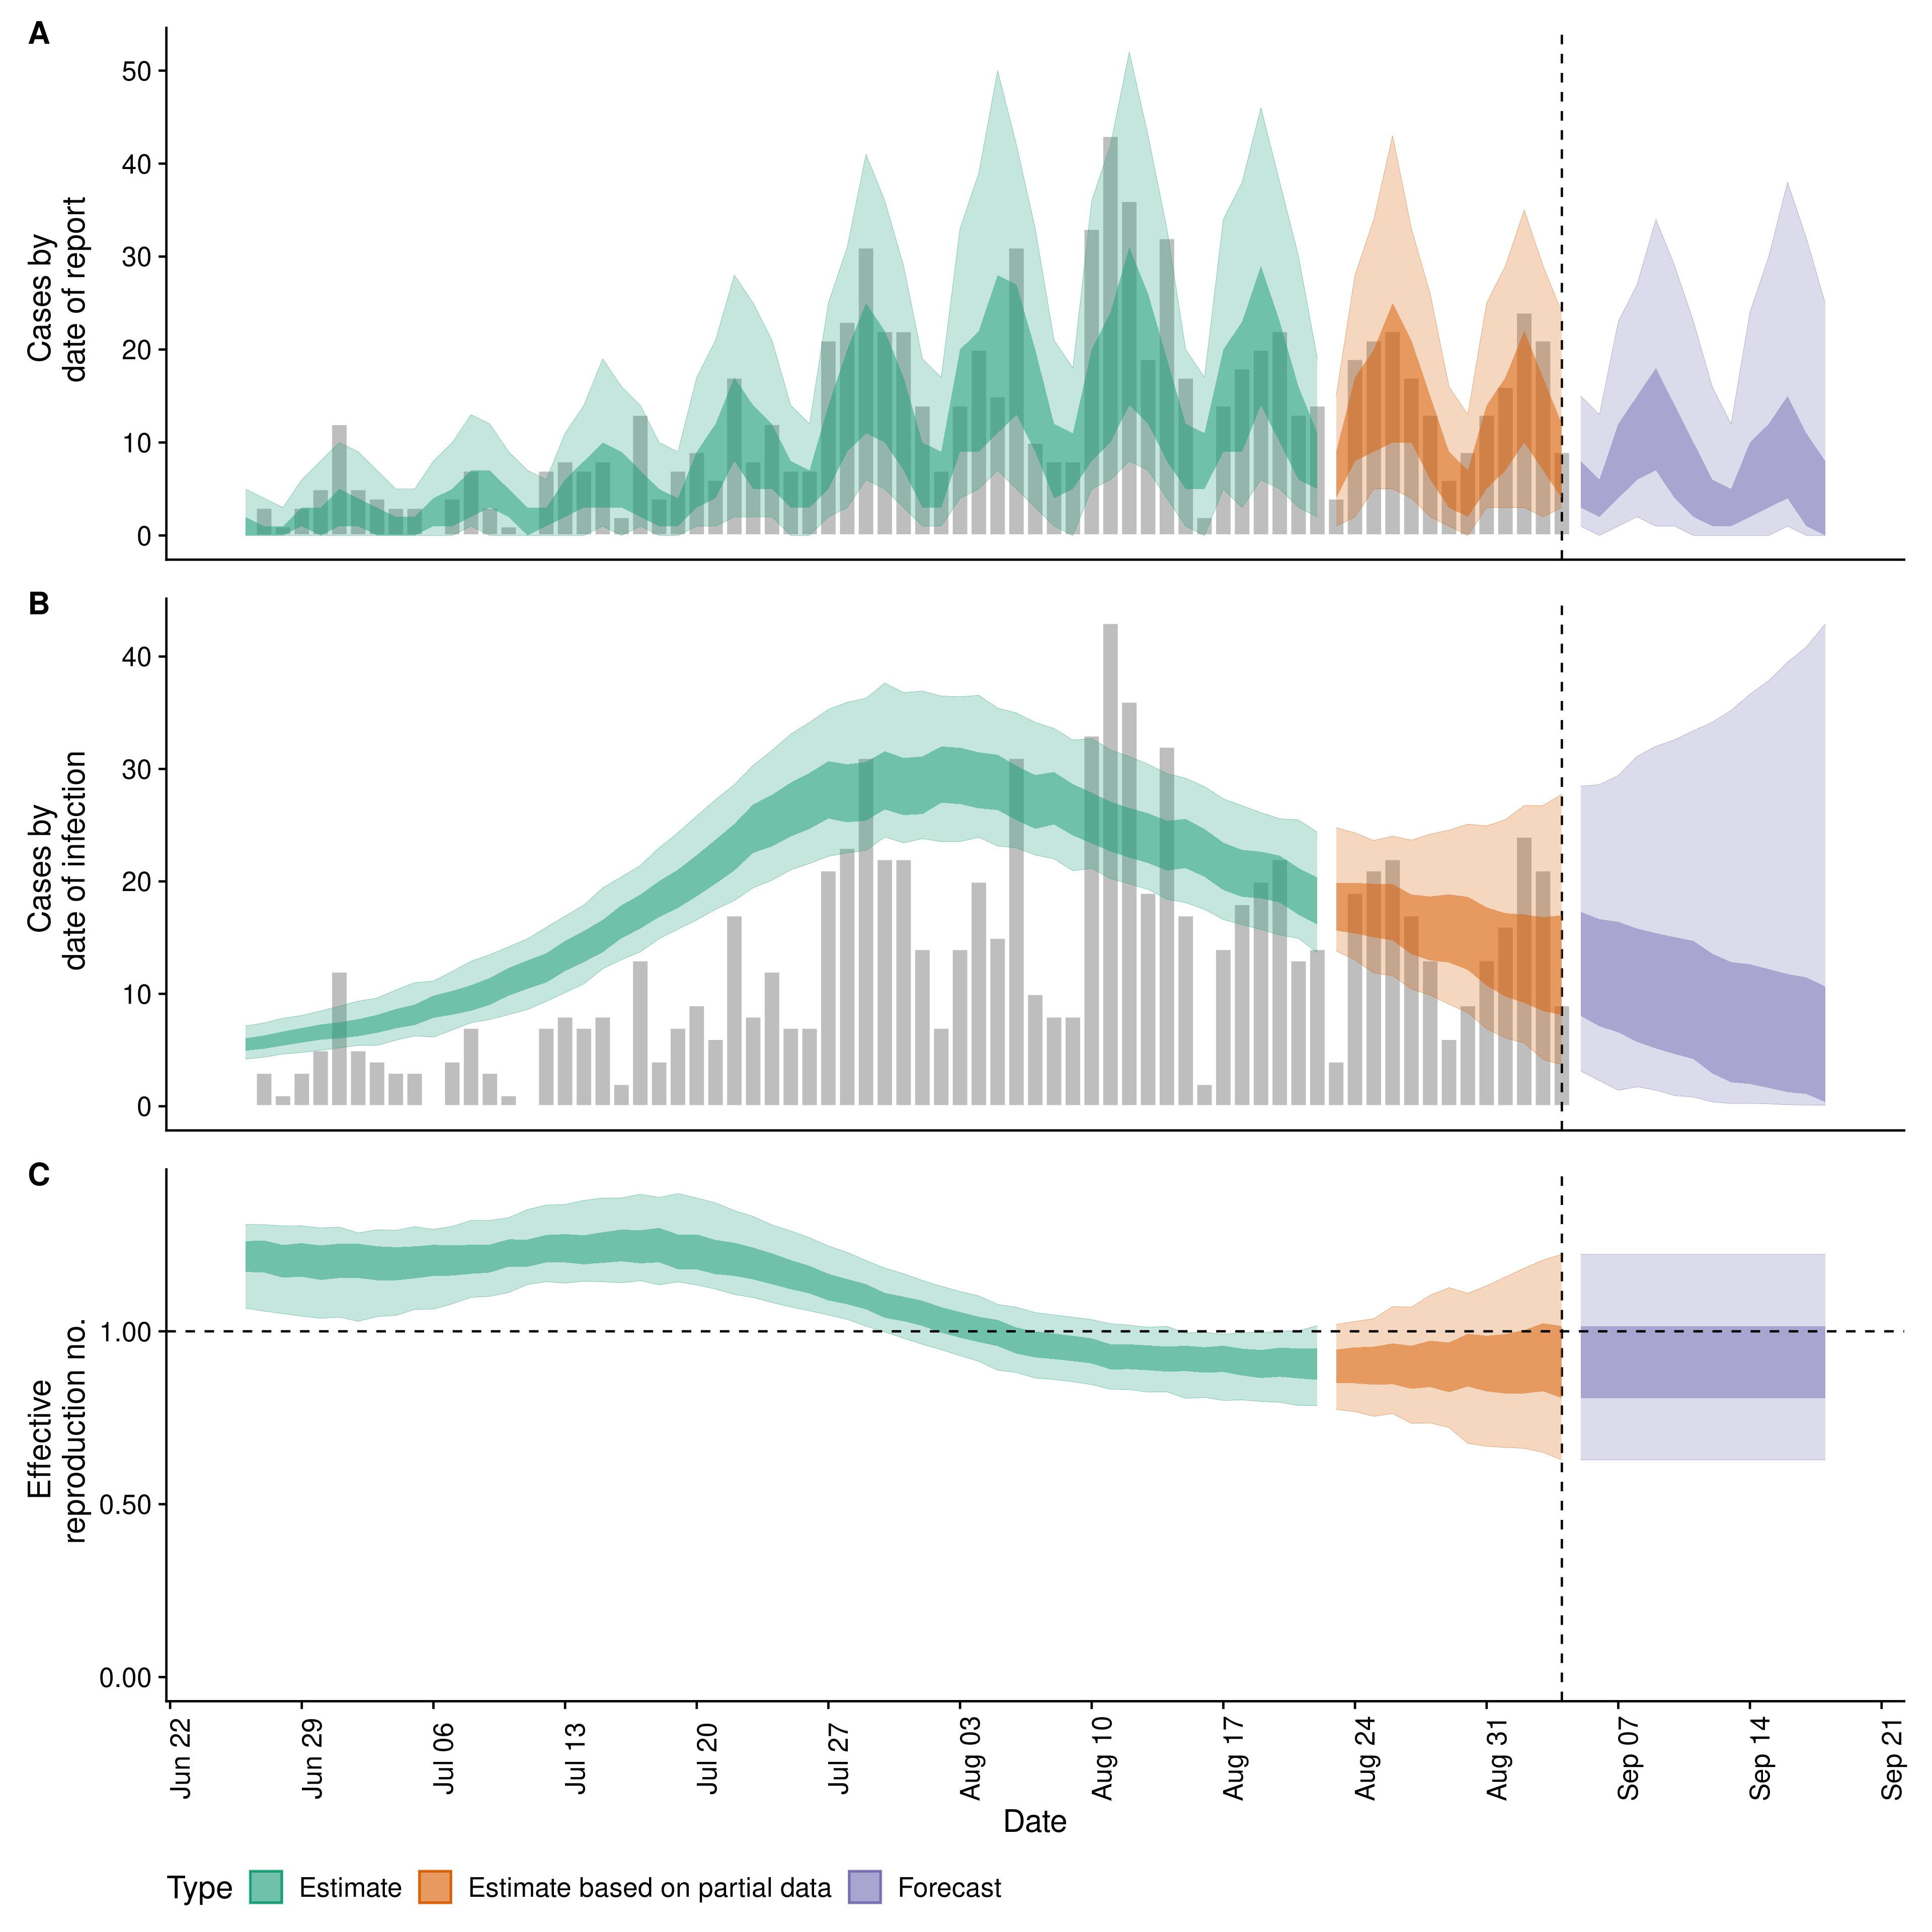 A
Cases by
date of report
50
40
30
20
10
0
B
Cases by
date of infection
40
30
20
10
0
C
Effective
reproduction no.
1.00
0.50
0.00
Jun 22
Jun 29
Jul 06
Jul 13
Jul 20
Jul 27
Aug 03
Aug 10
Aug 17
Aug 24
Aug 31
Sep 07
Sep 14
Sep 21
Date
Type Estimate Estimate based on partial data Forecast